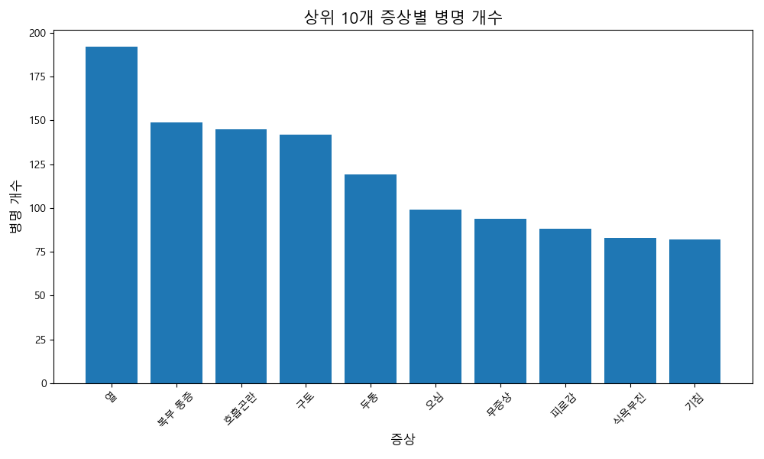 상위 10개 증상별 병명 개수
병명 개수
200
175
150
125
100
75
50
25
0
열
복부 통증
호흡곤란
구토
두통
오심
무증상
피로감
식욕부진
기침
증상